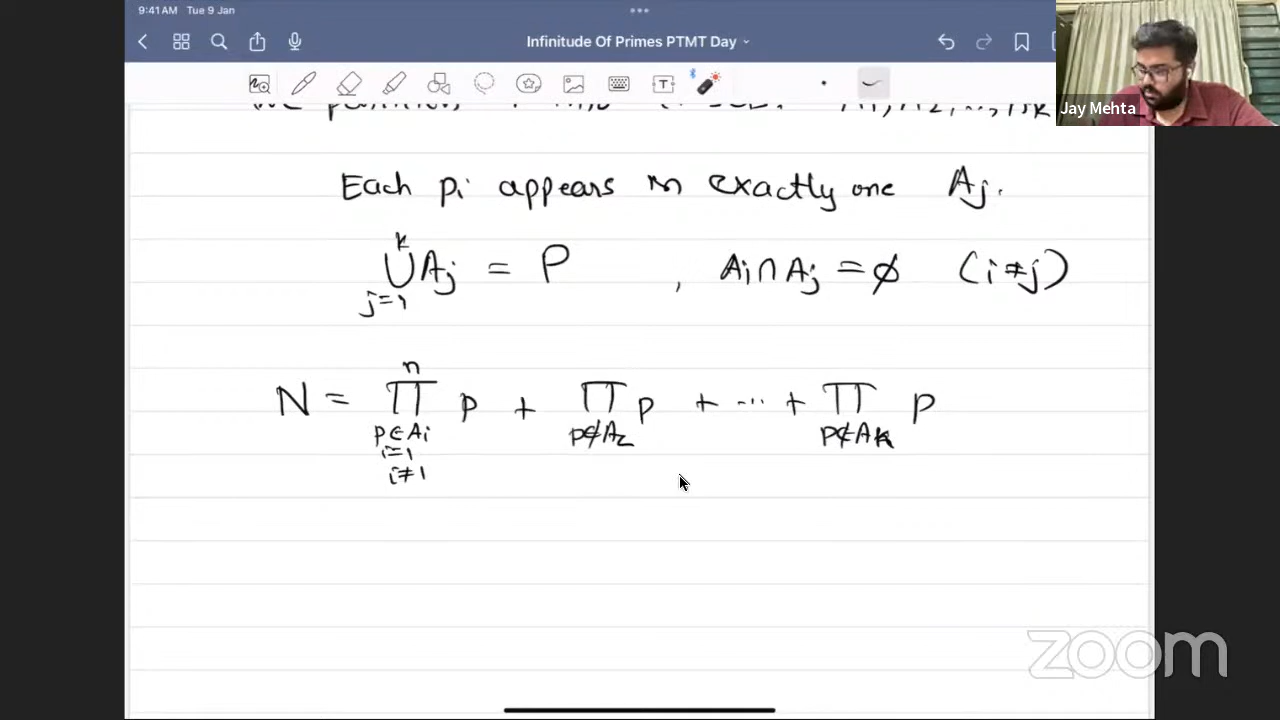 9:41 AM Tue 9 Jan
Infinitude Of Primes PTMT Day
Jay Mehta
Each pi appears in exactly one Aj.
k
⋃ Aj = P , Ai ∩ Aj = ∅ (i ≠ j)
j=1
n
N = ∏ p + ∏ p + ... + ∏ p
p∈Ai p∉A2 p∉Ak
i=1
i≠1
zoom